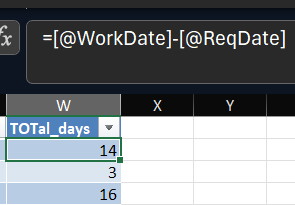 fx =[@WorkDate]-[@ReqDate]
W X Y
TOTal_days
14
3
16